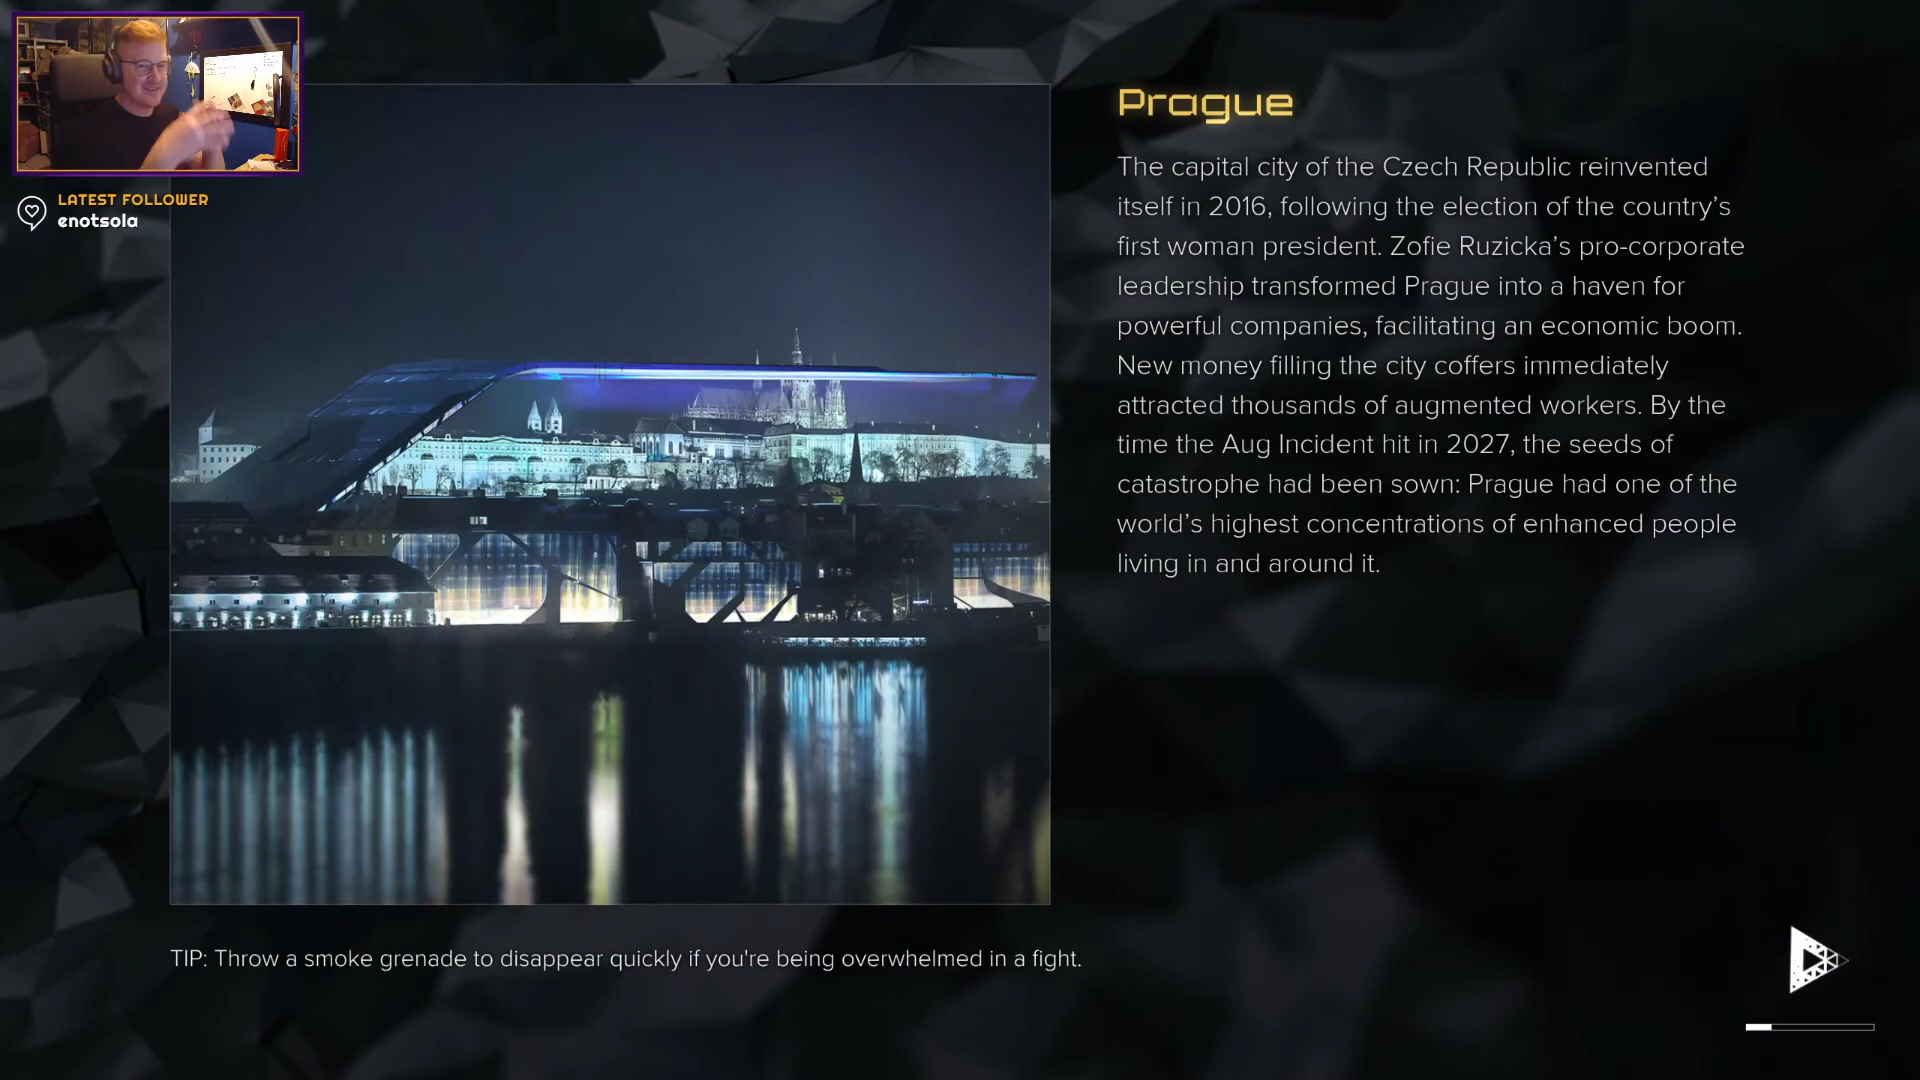 LATEST FOLLOWER
enotsola
Prague
The capital city of the Czech Republic reinvented
itself in 2016, following the election of the country’s
first woman president. Zofie Ruzicka’s pro-corporate
leadership transformed Prague into a haven for
powerful companies, facilitating an economic boom.
New money filling the city coffers immediately
attracted thousands of augmented workers. By the
time the Aug Incident hit in 2027, the seeds of
catastrophe had been sown: Prague had one of the
world’s highest concentrations of enhanced people
living in and around it.
TIP: Throw a smoke grenade to disappear quickly if you're being overwhelmed in a fight.